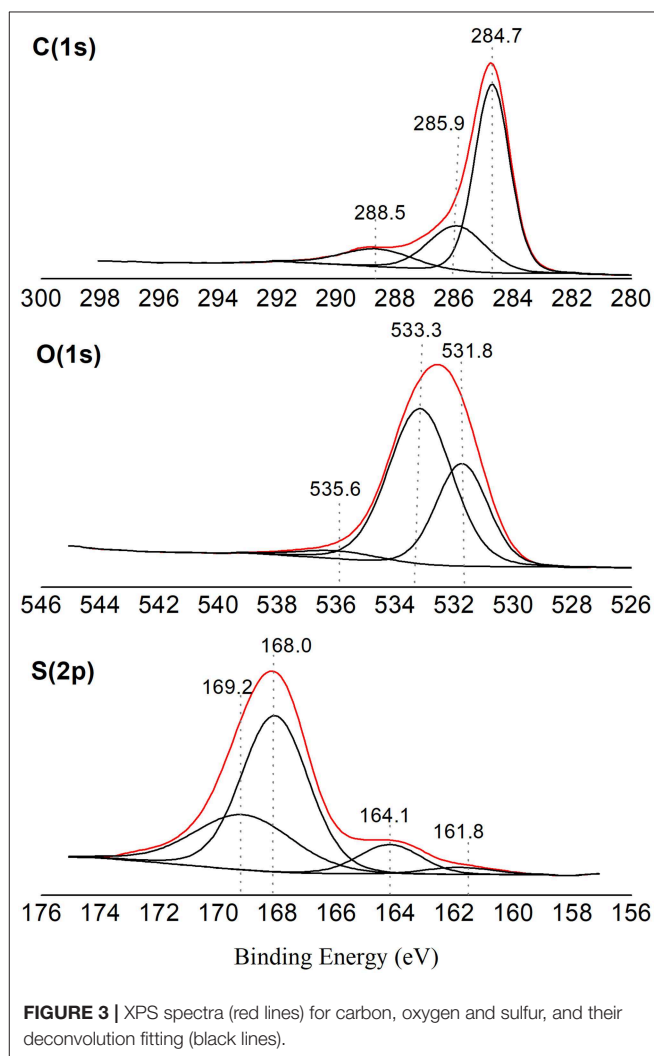 C(1s)
284.7
285.9
288.5
300 298 296 294 292 290 288 286 284 282 280
O(1s)
533.3
531.8
535.6
546 544 542 540 538 536 534 532 530 528 526
S(2p)
168.0
169.2
164.1
161.8
176 174 172 170 168 166 164 162 160 158 156
Binding Energy (eV)
FIGURE 3 | XPS spectra (red lines) for carbon, oxygen and sulfur, and their
deconvolution fitting (black lines).